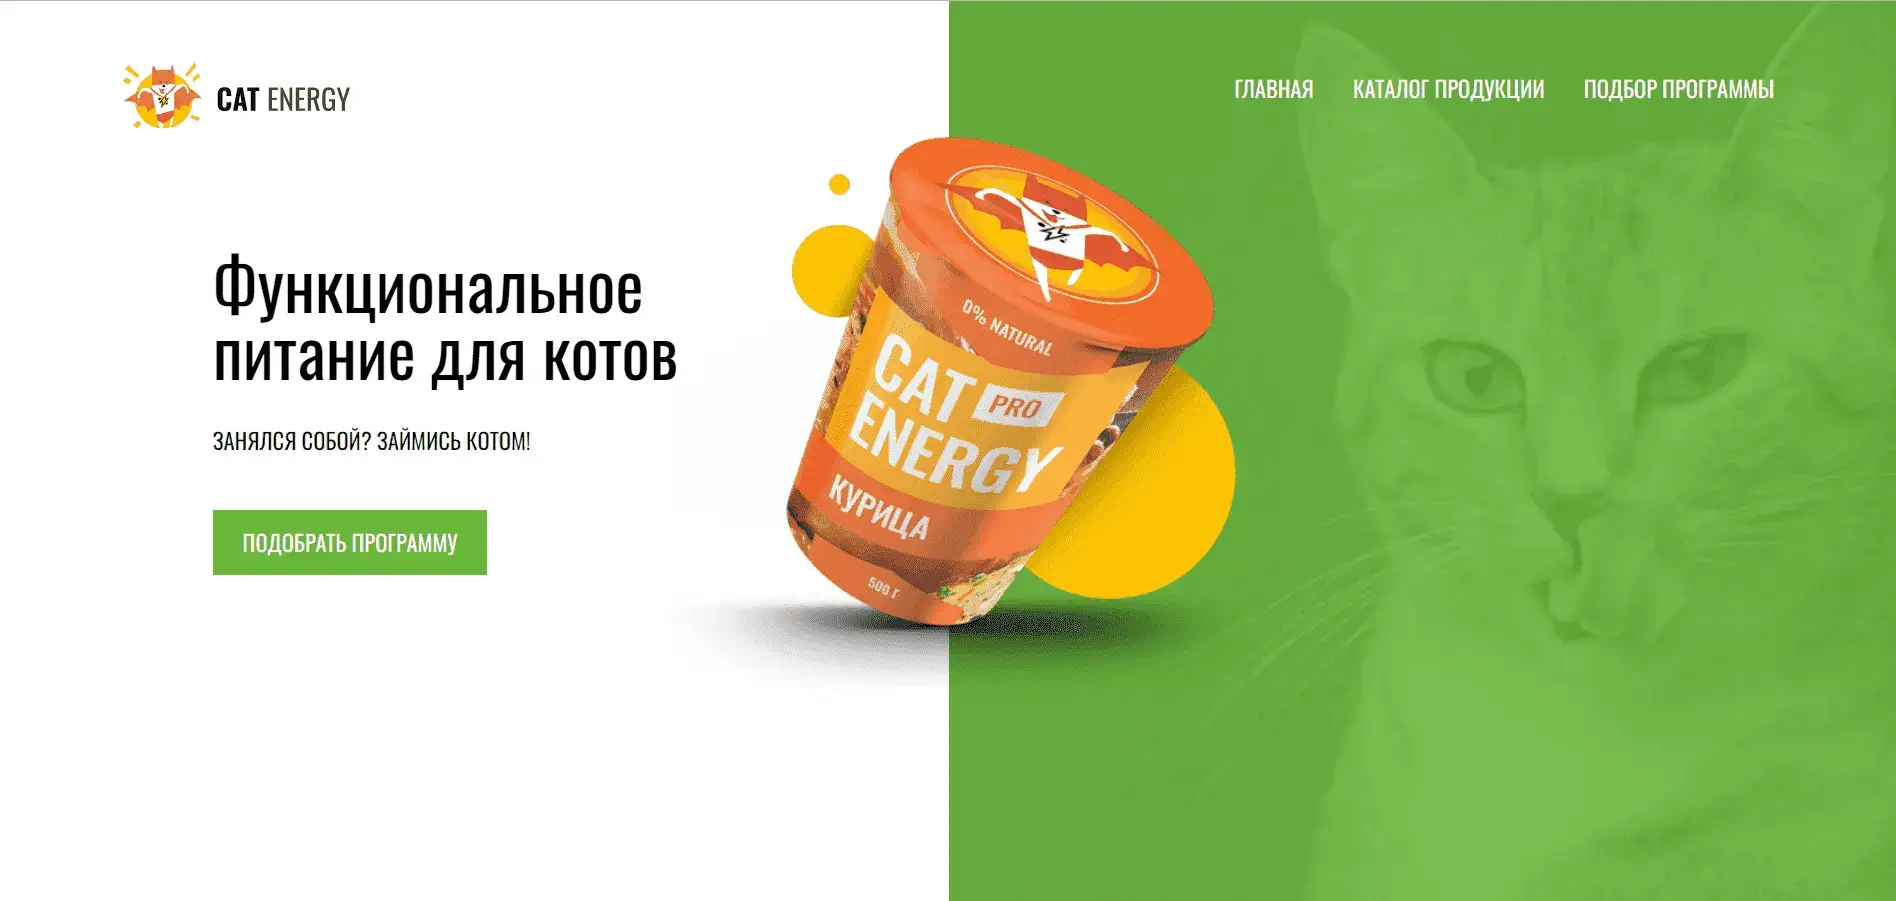 CAT ENERGY
ГЛАВНАЯ КАТАЛОГ ПРОДУКЦИИ ПОДБОР ПРОГРАММЫ
Функциональное
питание для котов
ЗАНЯЛСЯ СОБОЙ? ЗАЙМИСЬ КОТОМ!
ПОДОБРАТЬ ПРОГРАММУ
0% NATURAL
CAT PRO
ENERGY
КУРИЦА
500 Г